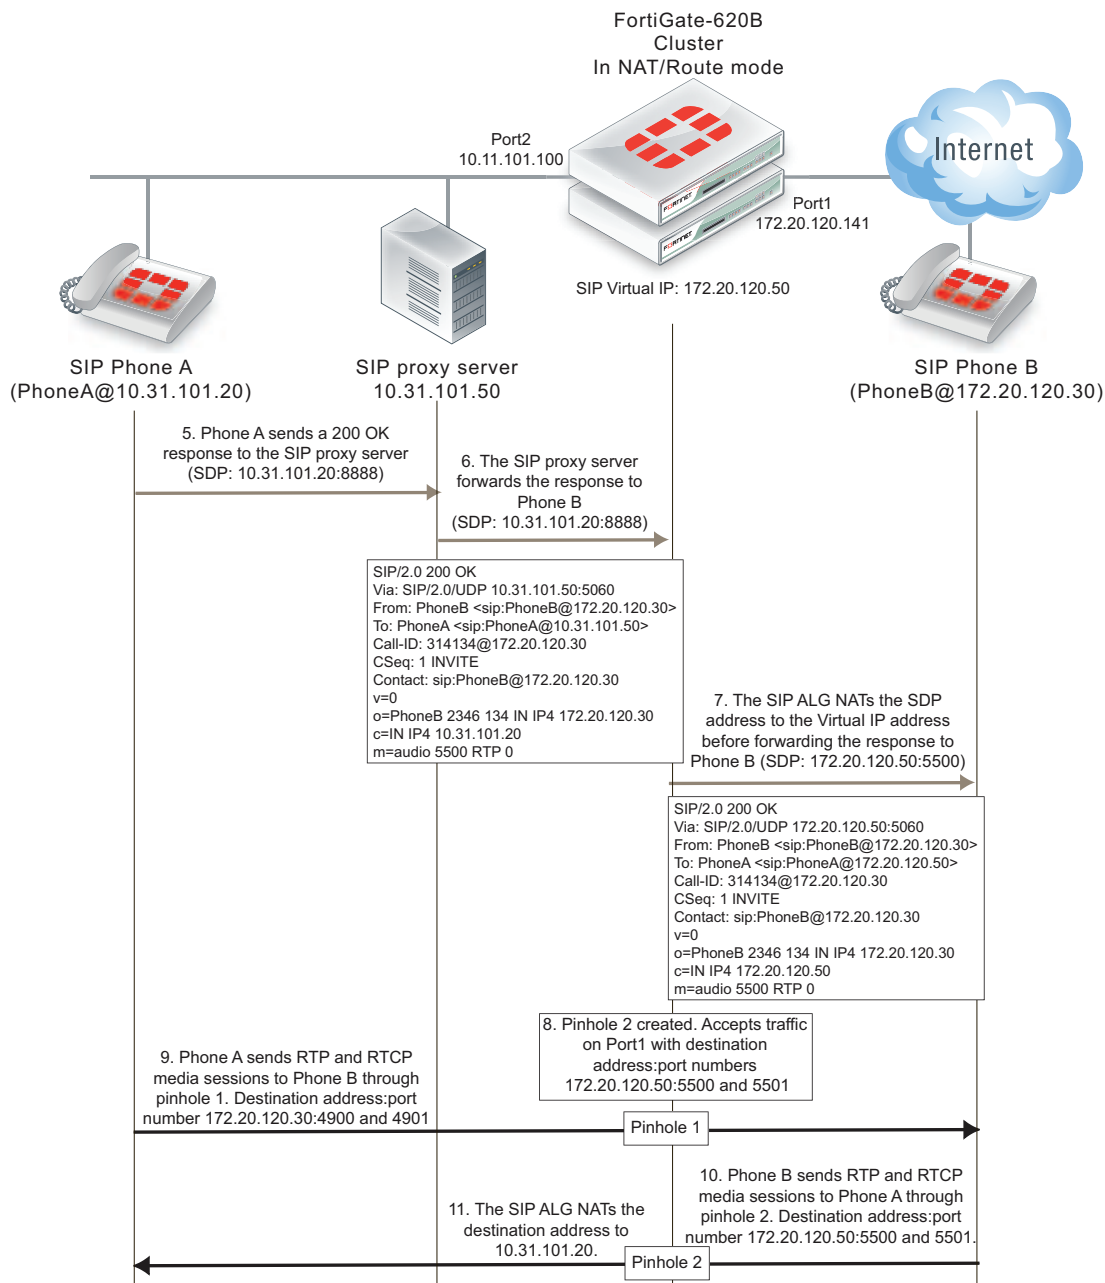 FortiGate-620B
Cluster
In NAT/Route mode
Port2
10.11.101.100
Internet
Port1
172.20.120.141
FORTINET
FORTINET
SIP Virtual IP: 172.20.120.50
SIP Phone A
(PhoneA@10.31.101.20)
SIP proxy server
10.31.101.50
SIP Phone B
(PhoneB@172.20.120.30)
5. Phone A sends a 200 OK
response to the SIP proxy server
(SDP: 10.31.101.20:8888)
6. The SIP proxy server
forwards the response to
Phone B
(SDP: 10.31.101.20:8888)
SIP/2.0 200 OK
Via: SIP/2.0/UDP 10.31.101.50:5060
From: PhoneB <sip:PhoneB@172.20.120.30>
To: PhoneA <sip:PhoneA@10.31.101.50>
Call-ID: 314134@172.20.120.30
CSeq: 1 INVITE
Contact: sip:PhoneB@172.20.120.30
v=0
o=PhoneB 2346 134 IN IP4 172.20.120.30
c=IN IP4 10.31.101.20
m=audio 5500 RTP 0
7. The SIP ALG NATs the SDP
address to the Virtual IP address
before forwarding the response to
Phone B (SDP: 172.20.120.50:5500)
SIP/2.0 200 OK
Via: SIP/2.0/UDP 172.20.120.50:5060
From: PhoneB <sip:PhoneB@172.20.120.30>
To: PhoneA <sip:PhoneA@172.20.120.50>
Call-ID: 314134@172.20.120.30
CSeq: 1 INVITE
Contact: sip:PhoneB@172.20.120.30
v=0
o=PhoneB 2346 134 IN IP4 172.20.120.30
c=IN IP4 172.20.120.50
m=audio 5500 RTP 0
8. Pinhole 2 created. Accepts traffic
on Port1 with destination
address:port numbers
172.20.120.50:5500 and 5501
9. Phone A sends RTP and RTCP
media sessions to Phone B through
pinhole 1. Destination address:port
number 172.20.120.30:4900 and 4901
Pinhole 1
10. Phone B sends RTP and RTCP
media sessions to Phone A through
pinhole 2. Destination address:port
number 172.20.120.50:5500 and 5501.
11. The SIP ALG NATs the
destination address to
10.31.101.20.
Pinhole 2